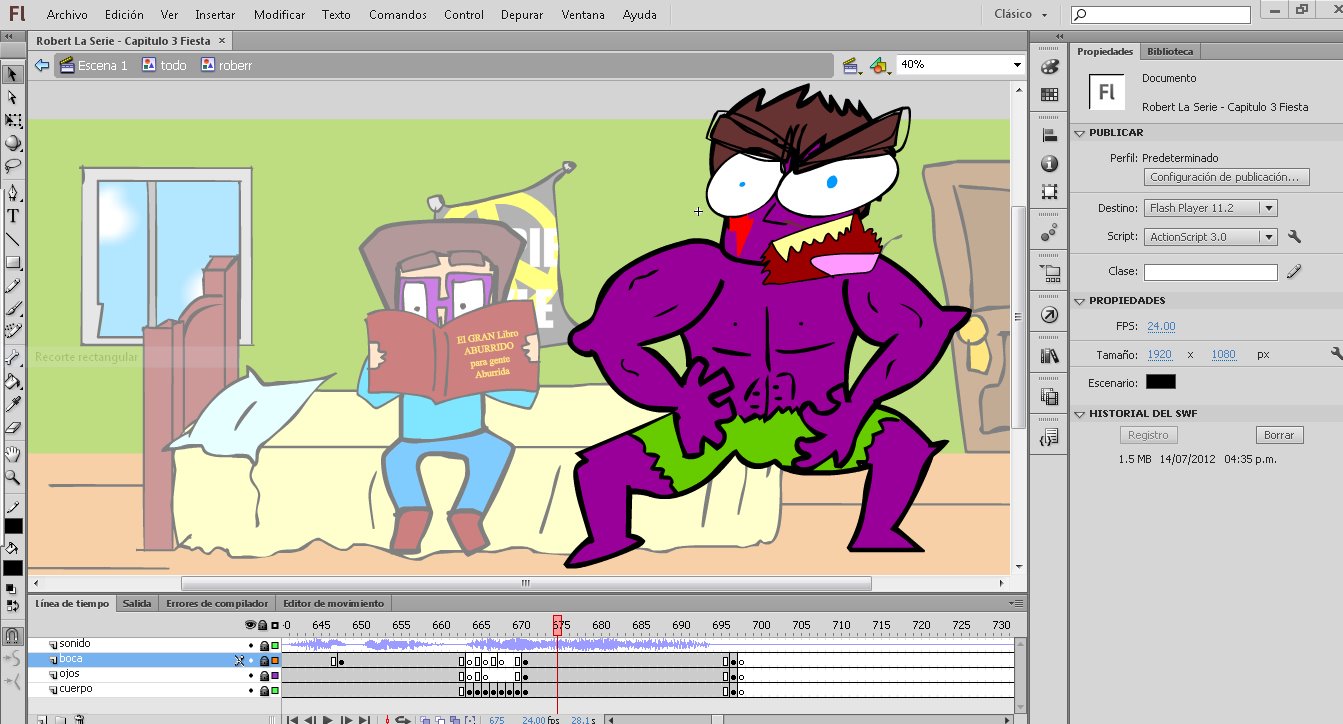 Fl Archivo Edición Ver Insertar Modificar Texto Comandos Control Depurar Ventana Ayuda Clásico
Robert La Serie - Capitulo 3 Fiesta ×
Escena 1 todo roberr 40%
Propiedades Biblioteca
Fl
Documento
Robert La Serie - Capitulo 3 Fiesta
PUBLICAR
Perfil: Predeterminado
Configuración de publicación...
Destino: Flash Player 11.2
Script: ActionScript 3.0
Clase:
PROPIEDADES
FPS: 24.00
Tamaño: 1920 x 1080 px
Escenario:
HISTORIAL DEL SWF
Registro Borrar
1.5 MB 14/07/2012 04:35 p.m.
Recorte rectangular
El GRAN Libro
ABURRIDO
para gente
Aburrida
Línea de tiempo Salida Errores de compilador Editor de movimiento
645 650 655 660 665 670 675 680 685 690 695 700 705 710 715 720 725 730
sonido
boca
ojos
cuerpo
675 24.00 fps 28.1 s